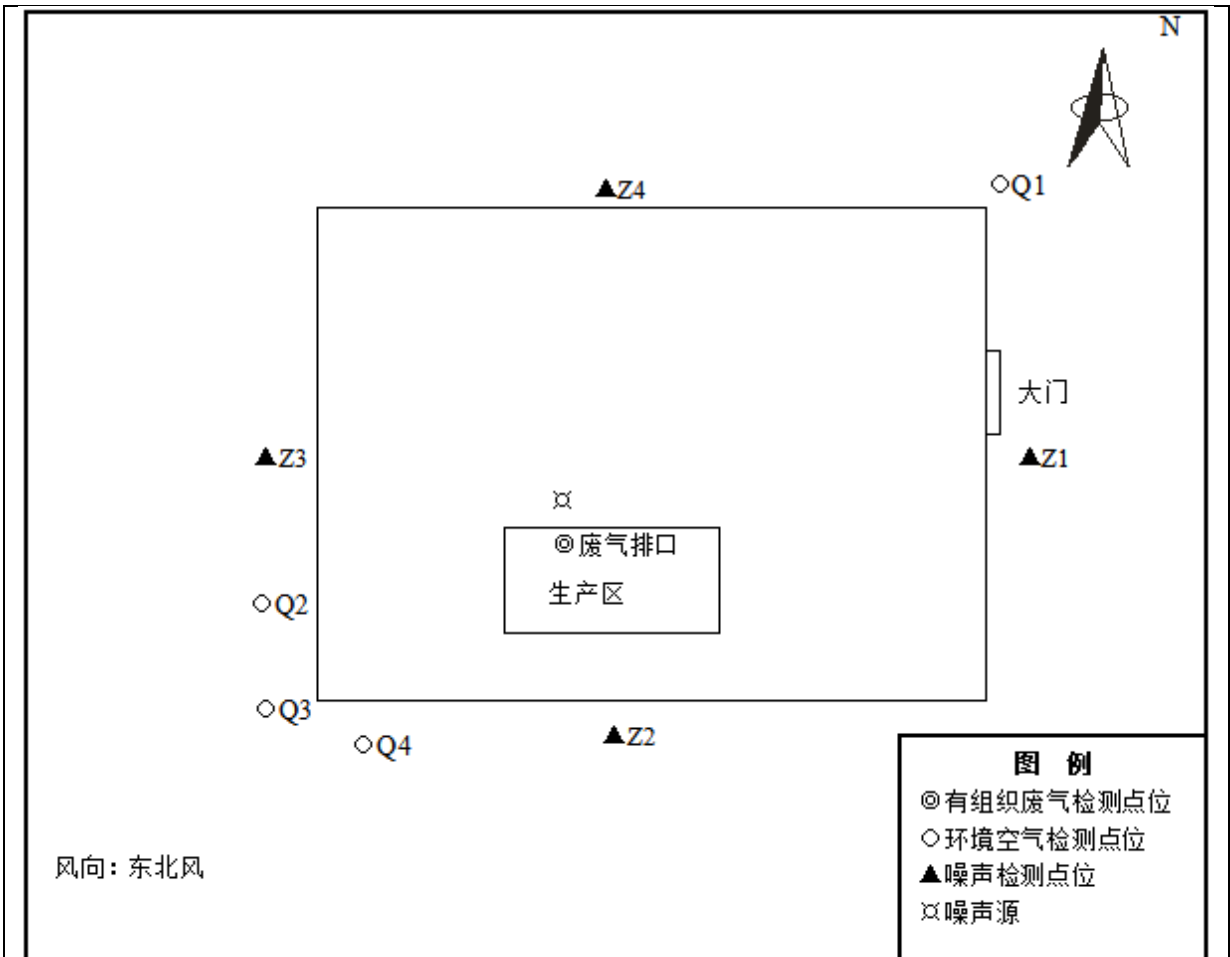 N
▲Z4
○Q1
大门
▲Z3
▲Z1
¤
◎废气排口
生产区
○Q2
○Q3
○Q4
▲Z2
风向：东北风
图 例
◎有组织废气检测点位
○环境空气检测点位
▲噪声检测点位
¤噪声源